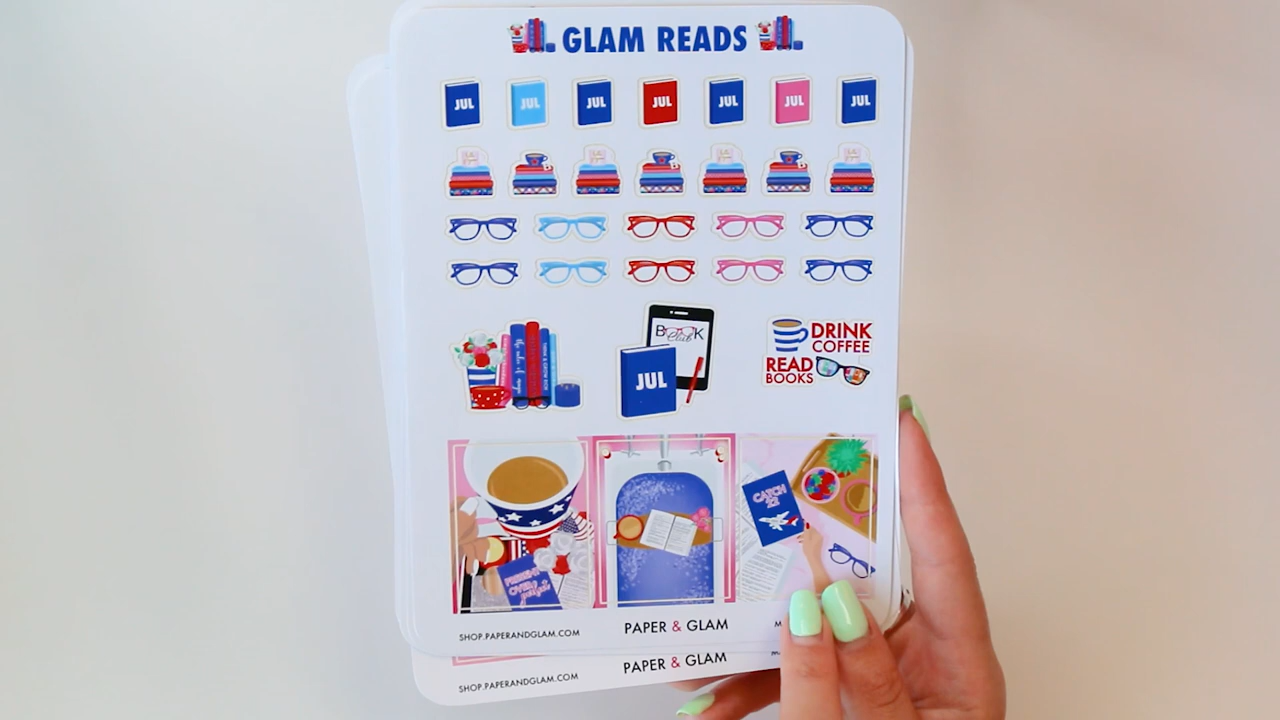 GLAM READS
JUL JUL JUL JUL JUL JUL JUL
BOOK
Club
JUL
DRINK
COFFEE
READ
BOOKS
CATCH
22
SHOP.PAPERANDGLAM.COM PAPER & GLAM
SHOP.PAPERANDGLAM.COM PAPER & GLAM